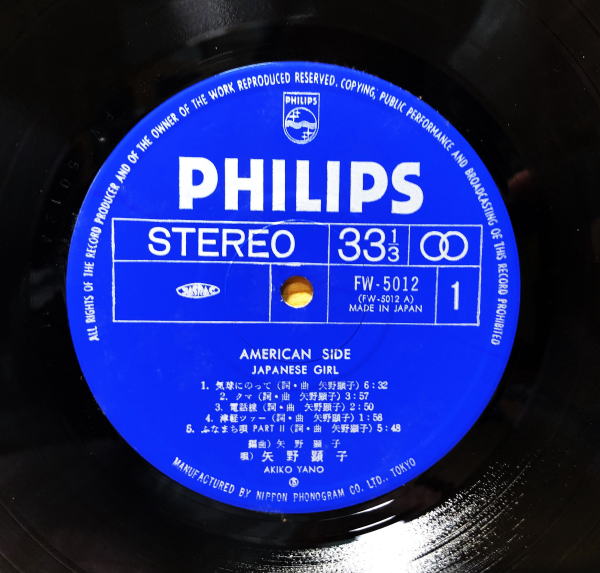 ALL RIGHTS OF THE RECORD PRODUCER AND OF THE OWNER OF THE WORK REPRODUCED RESERVED. COPYING, PUBLIC PERFORMANCE AND BROADCASTING OF THIS RECORD PROHIBITED
PHILIPS
PHILIPS
STEREO 33 1/3
JASRAC FW-5012 1
(FW-5012 A)
MADE IN JAPAN
AMERICAN SiDE
JAPANESE GIRL
1. 気球にのって (詞・曲 矢野顕子) 6:32
2. クマ (詞・曲 矢野顕子) 3:57
3. 電話線 (詞・曲 矢野顕子) 2:50
4. 津軽ツァー (詞・曲 矢野顕子) 1:58
5. ふなまち唄 PART II (詞・曲 矢野顕子) 5:48
編曲) 矢野顕子
唄) 矢野顕子
AKIKO YANO
MANUFACTURED BY NIPPON PHONOGRAM CO. LTD., TOKYO